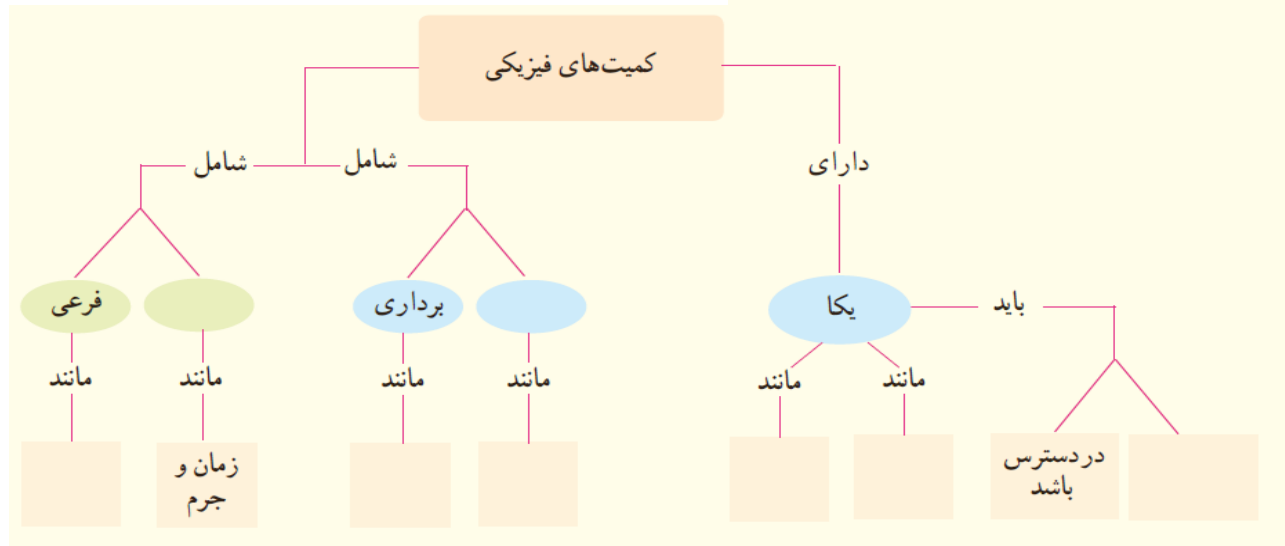 کمیت‌های فیزیکی
دارای
شامل
شامل
یکا
باید
برداری
فرعی
مانند
مانند
مانند
مانند
مانند
مانند
در دسترس
باشد
زمان و
جرم